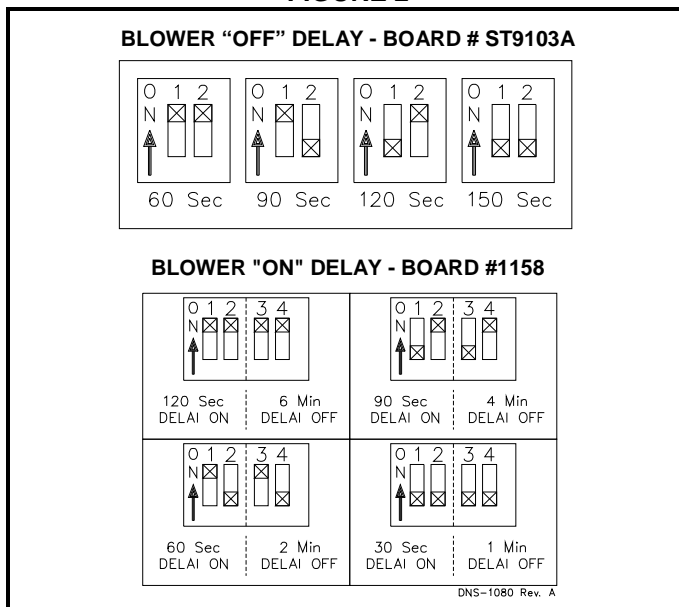 BLOWER “OFF” DELAY - BOARD # ST9103A
O 1 2
N
60 Sec
O 1 2
N
90 Sec
O 1 2
N
120 Sec
O 1 2
N
150 Sec
BLOWER "ON" DELAY - BOARD #1158
O 1 2 3 4
N
120 Sec 6 Min
DELAI ON DELAI OFF
O 1 2 3 4
N
90 Sec 4 Min
DELAI ON DELAI OFF
O 1 2 3 4
N
60 Sec 2 Min
DELAI ON DELAI OFF
O 1 2 3 4
N
30 Sec 1 Min
DELAI ON DELAI OFF
DNS-1080 Rev. A